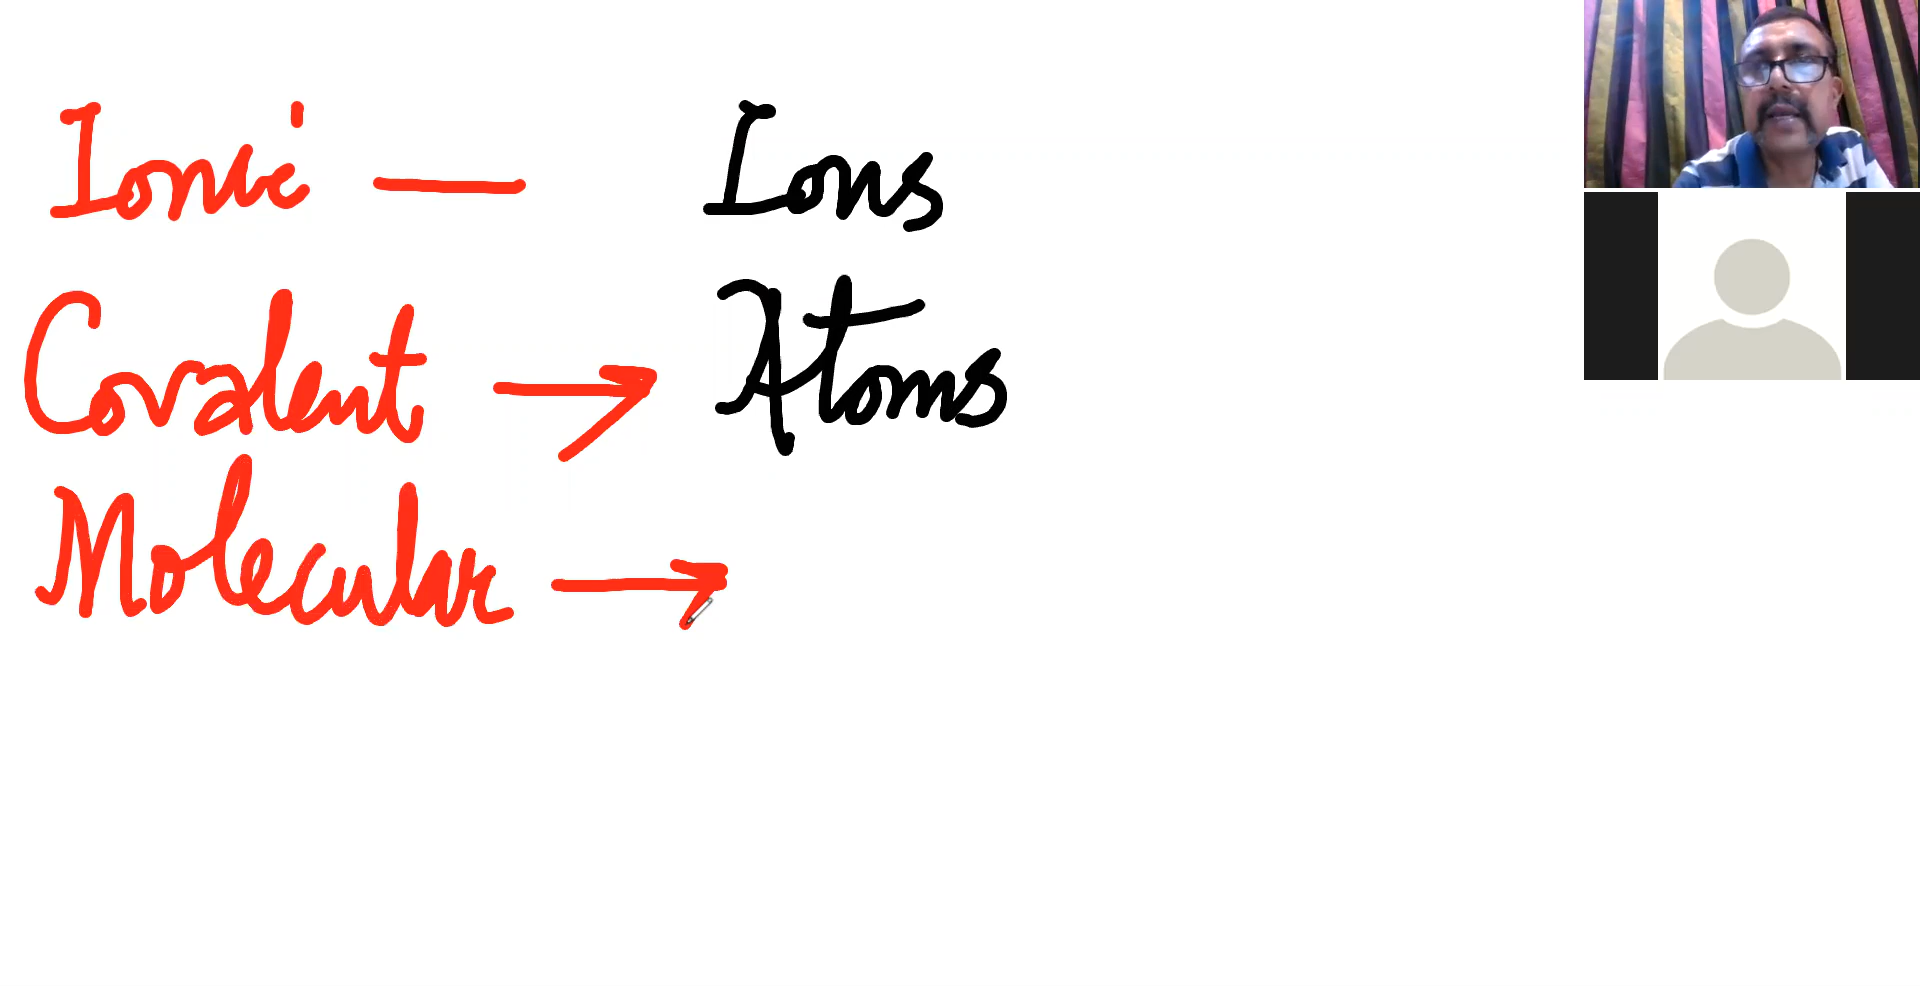 Ionic — Ions
Covalent → Atoms
Molecular →